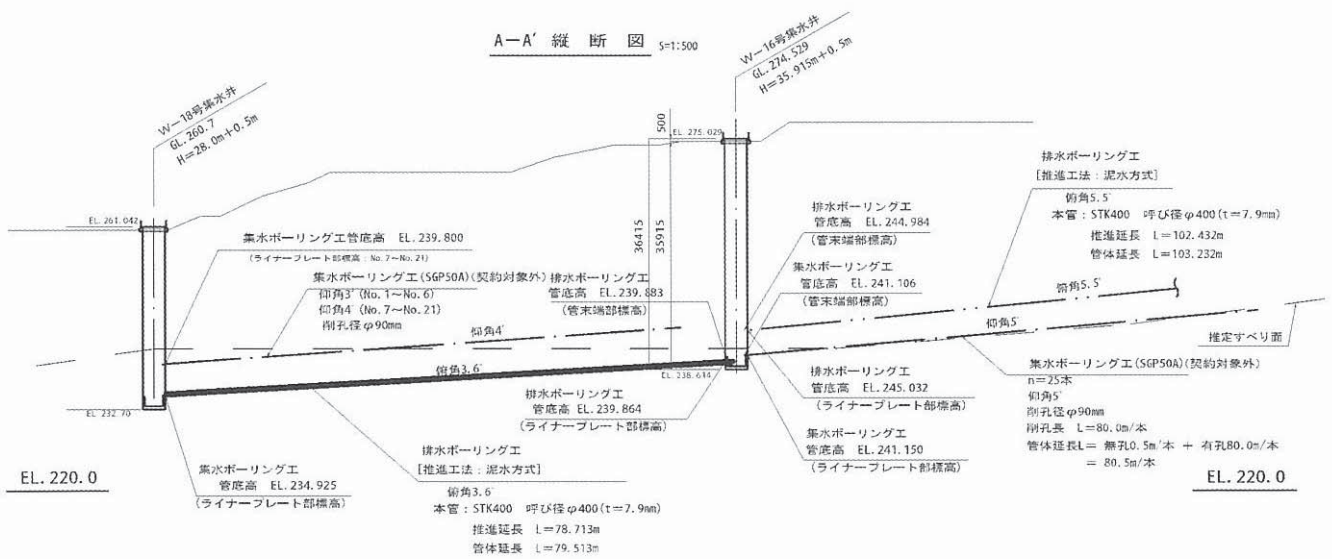 A－A′ 縦 断 図 S=1:500
W－18号集水井
GL.260.7
H=28.0m+0.5m
W－16号集水井
GL.274.529
H=35.915m+0.5m
EL.261.042
EL.275.029
500
36415
35915
集水ボーリング工管底高 EL.239.800
(ライナープレート部標高：No.7～No.21)
集水ボーリング工(SGP50A)(契約対象外)
仰角3°(No.1～No.6)
仰角4°(No.7～No.21)
削孔径φ90mm
排水ボーリング工
管底高 EL.239.883
(管末端部標高)
排水ボーリング工
管底高 EL.244.984
(管末端部標高)
集水ボーリング工
管底高 EL.241.106
(管末端部標高)
排水ボーリング工
[推進工法：泥水方式]
俯角5.5°
本管：STK400 呼び径φ400(t=7.9mm)
推進延長 L=102.432m
管体延長 L=103.232m
俯角5.5°
仰角4°
仰角5°
俯角3.6°
推定すべり面
EL.238.614
EL.232.70
排水ボーリング工
管底高 EL.239.864
(ライナープレート部標高)
排水ボーリング工
管底高 EL.245.032
(ライナープレート部標高)
集水ボーリング工
管底高 EL.241.150
(ライナープレート部標高)
集水ボーリング工(SGP50A)(契約対象外)
n=25本
仰角5°
削孔径φ90mm
削孔長 L=80.0m/本
管体延長L= 無孔0.5m/本 + 有孔80.0m/本
= 80.5m/本
集水ボーリング工
管底高 EL.234.925
(ライナープレート部標高)
排水ボーリング工
[推進工法：泥水方式]
俯角3.6°
本管：STK400 呼び径φ400(t=7.9mm)
推進延長 L=78.713m
管体延長 L=79.513m
EL.220.0
EL.220.0